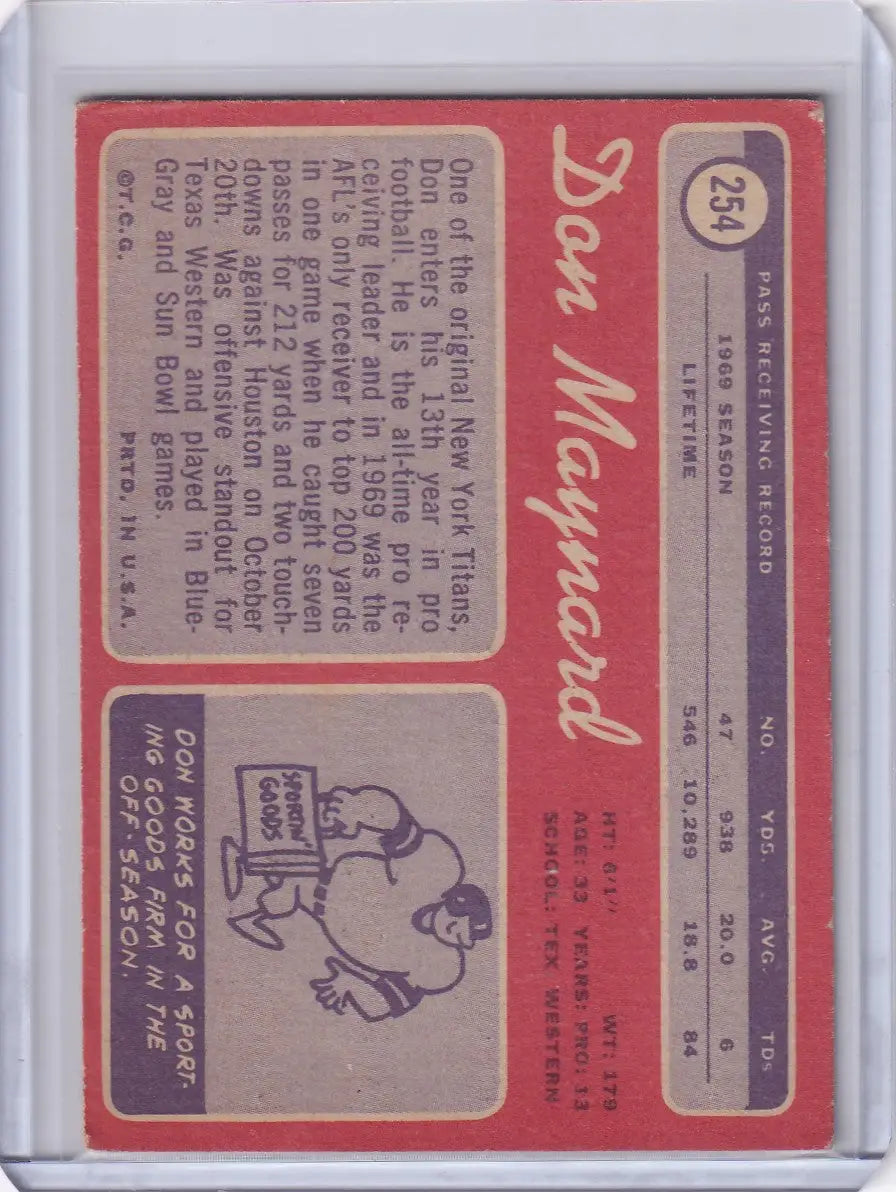 254
PASS RECEIVING RECORD NO. YDS. AVG. TDs
1969 SEASON 47 938 20.0 6
LIFETIME 546 10,289 18.8 84
Don Maynard
HT: 6'1" WT: 179
AGE: 33 YEARS: PRO: 13
SCHOOL: TEX WESTERN
One of the original New York Titans,
Don enters his 13th year in pro
football. He is the all-time pro re-
ceiving leader and in 1969 was the
AFL's only receiver to top 200 yards
in one game when he caught seven
passes for 212 yards and two touch-
downs against Houston on October
20th. Was offensive standout for
Texas Western and played in Blue-
Gray and Sun Bowl games.
©T.C.G. PRTD. IN U.S.A.
SPORTIN'
GOODS
DON WORKS FOR A SPORT-
ING GOODS FIRM IN THE
OFF-SEASON.